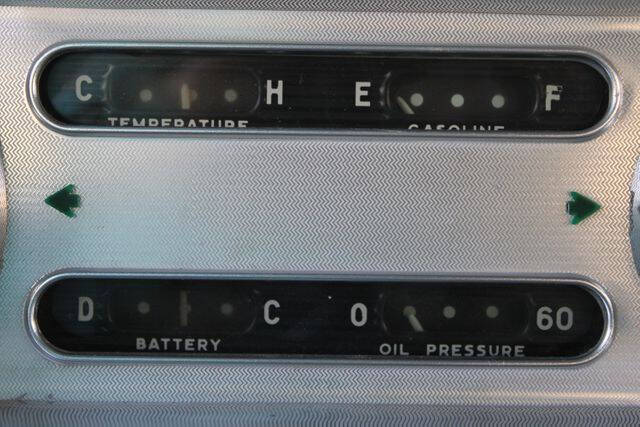 C H E F
TEMPERATURE GASOLINE
D C O 60
BATTERY OIL PRESSURE